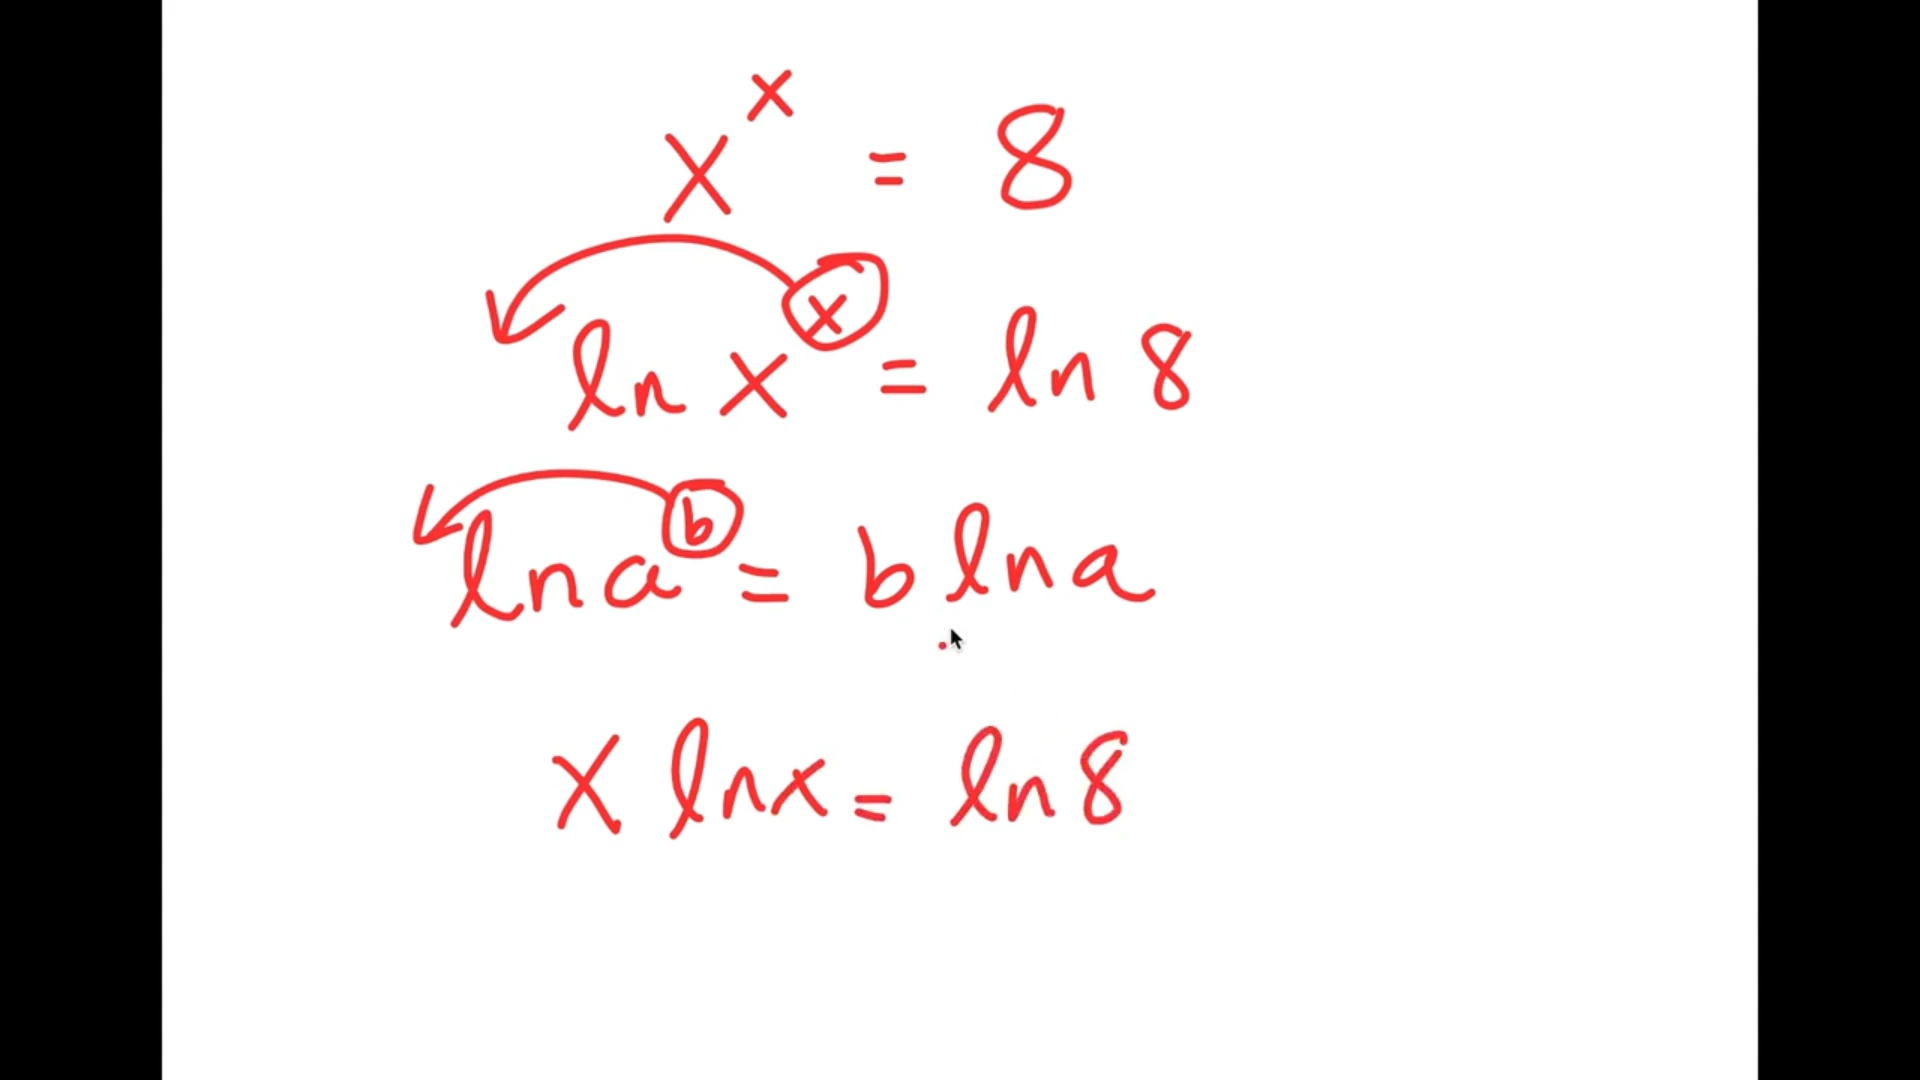 x^x = 8
ln x^x = ln 8
ln a^b = b ln a
x ln x = ln 8